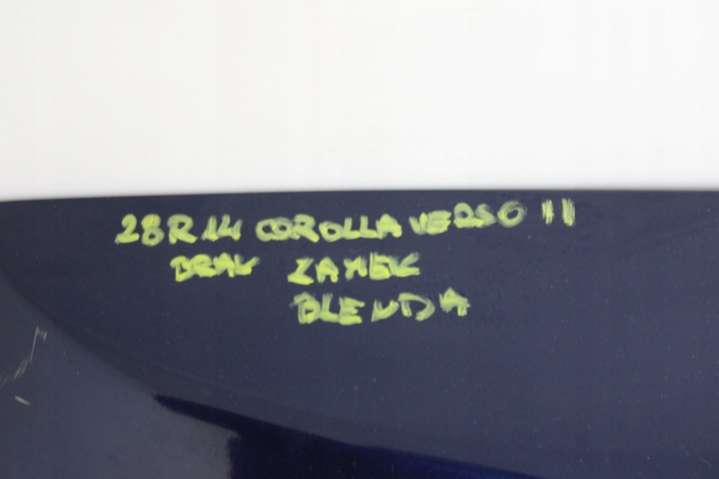 28R14 COROLLA VERSO II
BRAK ZAMEK
BLENDA